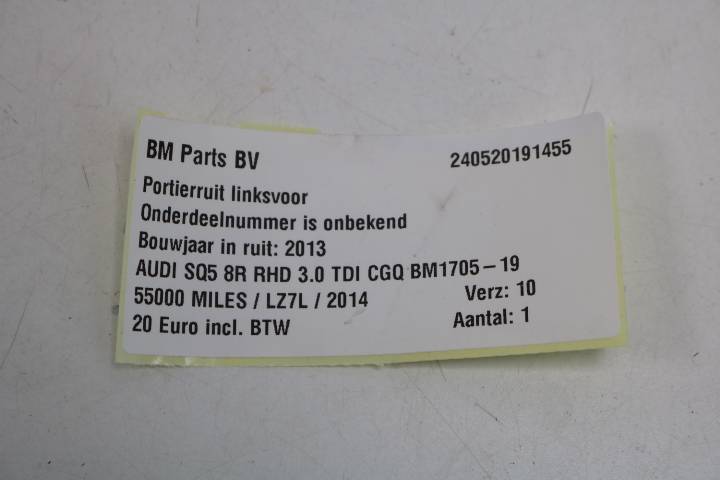 BM Parts BV 240520191455
Portierruit linksvoor
Onderdeelnummer is onbekend
Bouwjaar in ruit: 2013
AUDI SQ5 8R RHD 3.0 TDI CGQ BM1705-19
55000 MILES / LZ7L / 2014 Verz: 10
20 Euro incl. BTW Aantal: 1